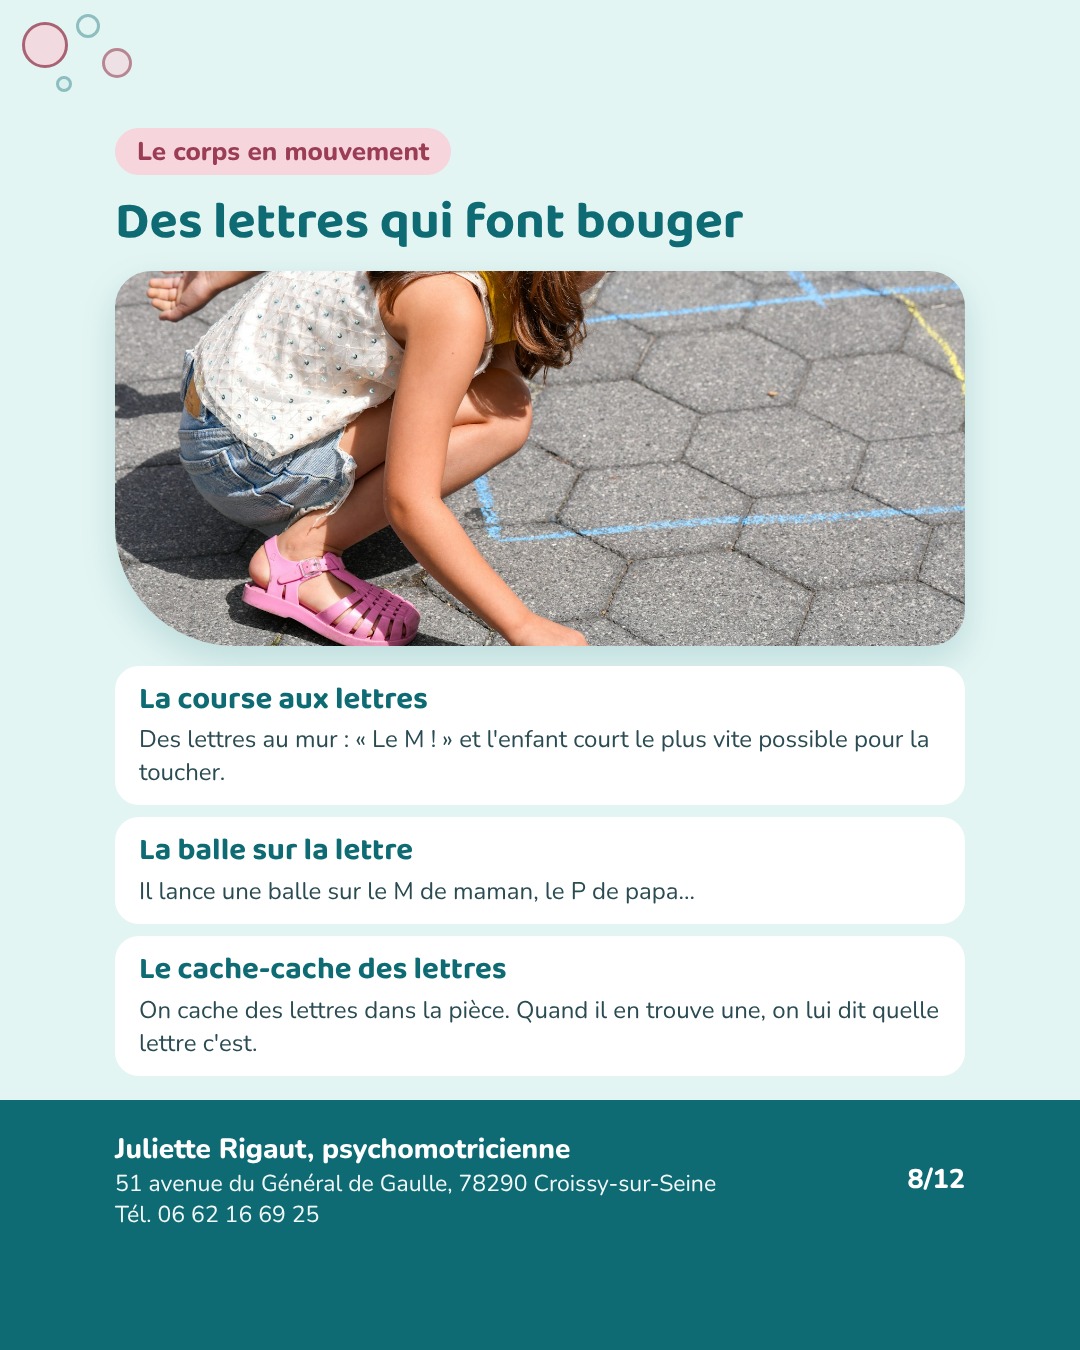 Le corps en mouvement
Des lettres qui font bouger
La course aux lettres
Des lettres au mur : « Le M ! » et l'enfant court le plus vite possible pour la
toucher.
La balle sur la lettre
Il lance une balle sur le M de maman, le P de papa...
Le cache-cache des lettres
On cache des lettres dans la pièce. Quand il en trouve une, on lui dit quelle
lettre c'est.
Juliette Rigaut, psychomotricienne
51 avenue du Général de Gaulle, 78290 Croissy-sur-Seine
Tél. 06 62 16 69 25
8/12